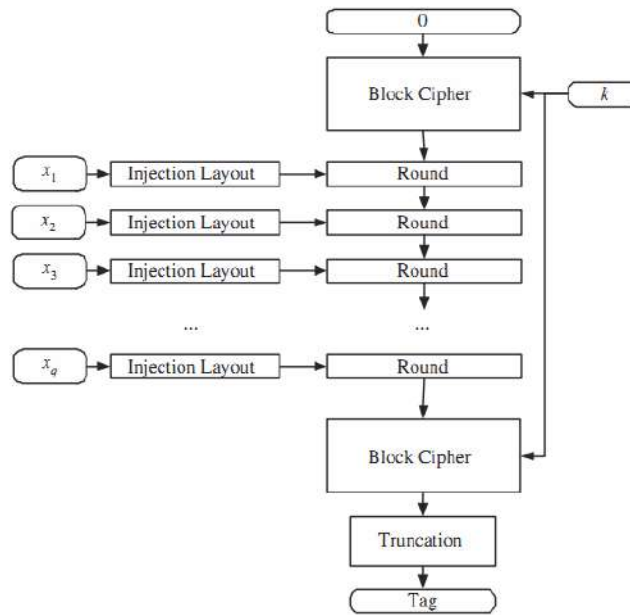 0
Block Cipher
k
x₁ Injection Layout Round
x₂ Injection Layout Round
x₃ Injection Layout Round
... ...
x_q Injection Layout Round
Block Cipher
Truncation
Tag